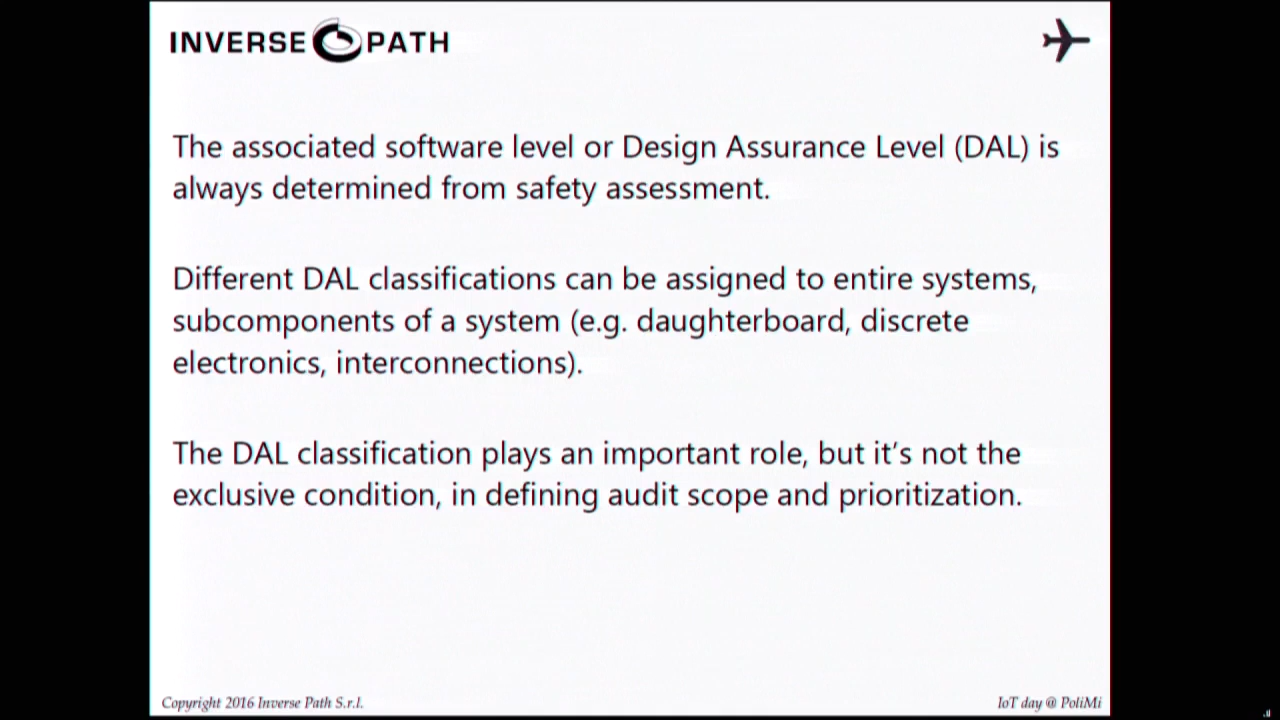 INVERSE PATH
The associated software level or Design Assurance Level (DAL) is
always determined from safety assessment.
Different DAL classifications can be assigned to entire systems,
subcomponents of a system (e.g. daughterboard, discrete
electronics, interconnections).
The DAL classification plays an important role, but it's not the
exclusive condition, in defining audit scope and prioritization.
Copyright 2016 Inverse Path S.r.l.
IoT day @ PoliMi